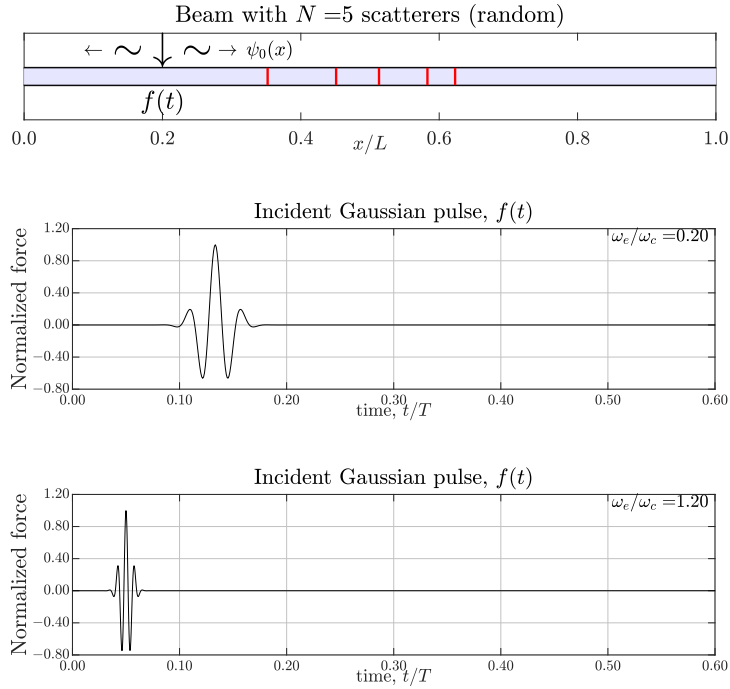 Beam with N =5 scatterers (random)
← ∼ ∼ → ψ₀(x)
f(t)
0.0 0.2 0.4 0.6 0.8 1.0
x/L
Incident Gaussian pulse, f(t)
ωₑ/ω_c =0.20
Normalized force
1.20
0.80
0.40
0.00
−0.40
−0.80
0.00 0.10 0.20 0.30 0.40 0.50 0.60
time, t/T
Incident Gaussian pulse, f(t)
ωₑ/ω_c =1.20
Normalized force
1.20
0.80
0.40
0.00
−0.40
−0.80
0.00 0.10 0.20 0.30 0.40 0.50 0.60
time, t/T